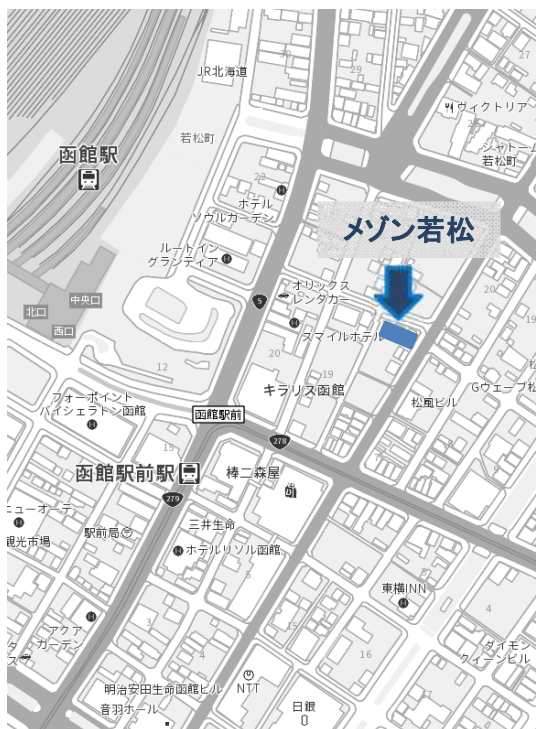 30
29
27
JR北海道
ヴィクトリア
若松町
シャトーム
若松町
函館駅
22
ホテル
ソウルガーデン
メゾン若松
ルートイン
グランティア
オリックス
レンタカー
20
中央口
北口
西口
5
スマイルホテル
19
20
19
12
キラリス函館
Gウェーブ松
フォーポイント
バイシェラトン函館
松風ビル
函館駅前
278
函館駅前駅
279
棒二森屋
ニューオーテ
三井生命
駅前局
観光市場
ホテルリソル函館
5
東横INN
4
3
アクア
ガーデン
15
16
4
ダイモン
クィーンビル
明治安田生命函館ビル
NTT
音羽ホール
日銀